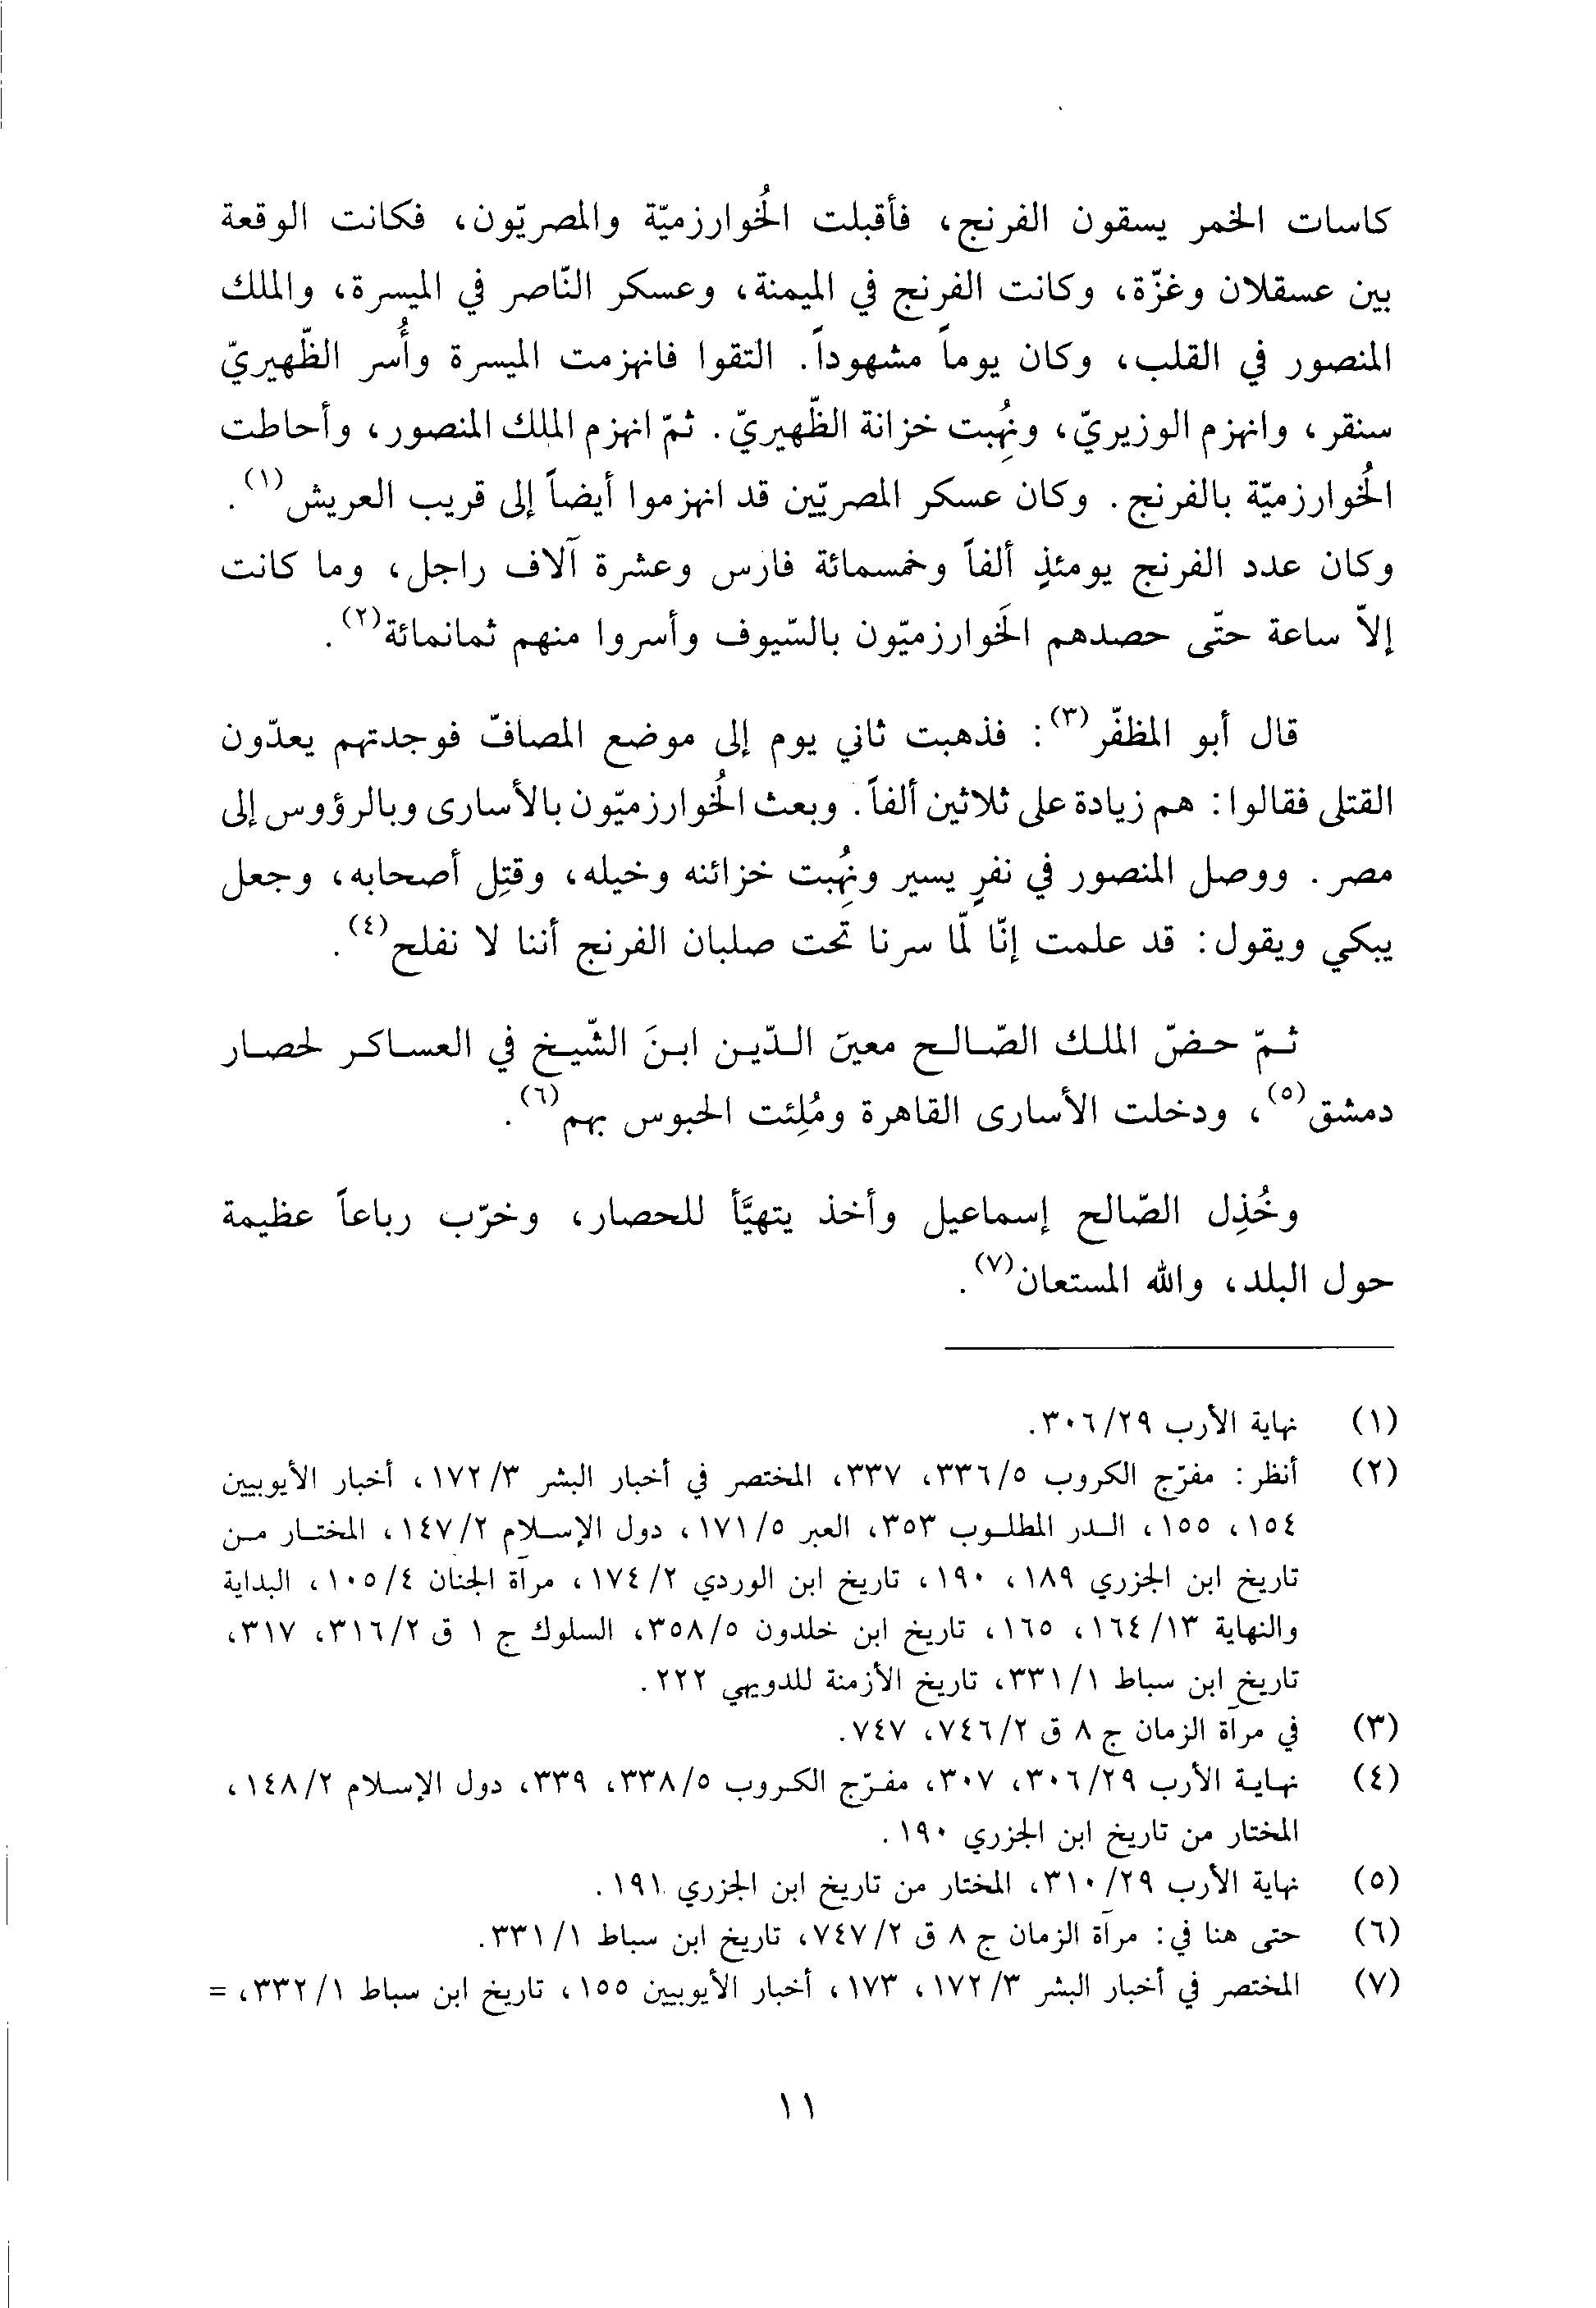 كاسات الخمر يسقون الفرنج، فأقبلت الخُوارزميّة والمصريّون، فكانت الوقعة
بين عسقلان وغزّة، وكانت الفرنج في الميمنة، وعسكر النّاصر في الميسرة، والملك
المنصور في القلب، وكان يوماً مشهوداً. التقوا فانهزمت الميسرة وأُسر الظّهيريّ
سنقر، وانهزم الوزيريّ، ونُهِبت خزانة الظّهيريّ. ثمّ انهزم الملك المنصور، وأحاطت
الخُوارزميّة بالفرنج. وكان عسكر المصريّين قد انهزموا أيضاً إلى قريب العريش(١).
وكان عدد الفرنج يومئذٍ ألفاً وخمسمائة فارس وعشرة آلاف راجل، وما كانت
إلاّ ساعة حتّى حصدهم الخَوارزميّون بالسّيوف وأسروا منهم ثمانمائة(٢).
قال أبو المظفّر(٣): فذهبت ثاني يوم إلى موضع المصافّ فوجدتهم يعدّون
القتلى فقالوا: هم زيادة على ثلاثين ألفاً. وبعث الخُوارزميّون بالأسارى وبالرؤوس إلى
مصر. ووصل المنصور في نفرٍ يسير ونُهِبت خزائنه وخيله، وقتِل أصحابه، وجعل
يبكي ويقول: قد علمت إنّا لمّا سرنا تحت صلبان الفرنج أننا لا نفلح(٤).
ثمّ حضّ الملك الصّالح معينَ الدّين ابنَ الشّيخ في العساكر لحصار
دمشق(٥)، ودخلت الأسارى القاهرة ومُلِئت الحبوس بهم(٦).
وخُذِل الصّالح إسماعيل وأخذ يتهيَّأ للحصار، وخرّب رباعاً عظيمة
حول البلد، والله المستعان(٧).
(١) نهاية الأرب ٣٠٦/٢٩.
(٢) أنظر: مفرّج الكروب ٣٣٦/٥، ٣٣٧، المختصر في أخبار البشر ١٧٢/٣، أخبار الأيوبيين
١٥٤، ١٥٥، الدر المطلوب ٣٥٣، العبر ١٧١/٥، دول الإسلام ١٤٧/٢، المختار من
تاريخ ابن الجزري ١٨٩، ١٩٠، تاريخ ابن الوردي ١٧٤/٢، مرآة الجنان ١٠٥/٤، البداية
والنهاية ١٦٤/١٣، ١٦٥، تاريخ ابن خلدون ٣٥٨/٥، السلوك ج ١ ق ٣١٦/٢، ٣١٧،
تاريخ ابن سباط ٣٣١/١، تاريخ الأزمنة للدويهي ٢٢٢.
(٣) في مرآة الزمان ج ٨ ق ٧٤٦/٢، ٧٤٧.
(٤) نهاية الأرب ٣٠٦/٢٩، ٣٠٧، مفرّج الكروب ٣٣٨/٥، ٣٣٩، دول الإسلام ١٤٨/٢،
المختار من تاريخ ابن الجزري ١٩٠.
(٥) نهاية الأرب ٣١٠/٢٩، المختار من تاريخ ابن الجزري ١٩١.
(٦) حتى هنا في: مرآة الزمان ج ٨ ق ٧٤٧/٢، تاريخ ابن سباط ٣٣١/١.
(٧) المختصر في أخبار البشر ١٧٢/٣، ١٧٣، أخبار الأيوبيين ١٥٥، تاريخ ابن سباط ٣٣٢/١، =
١١